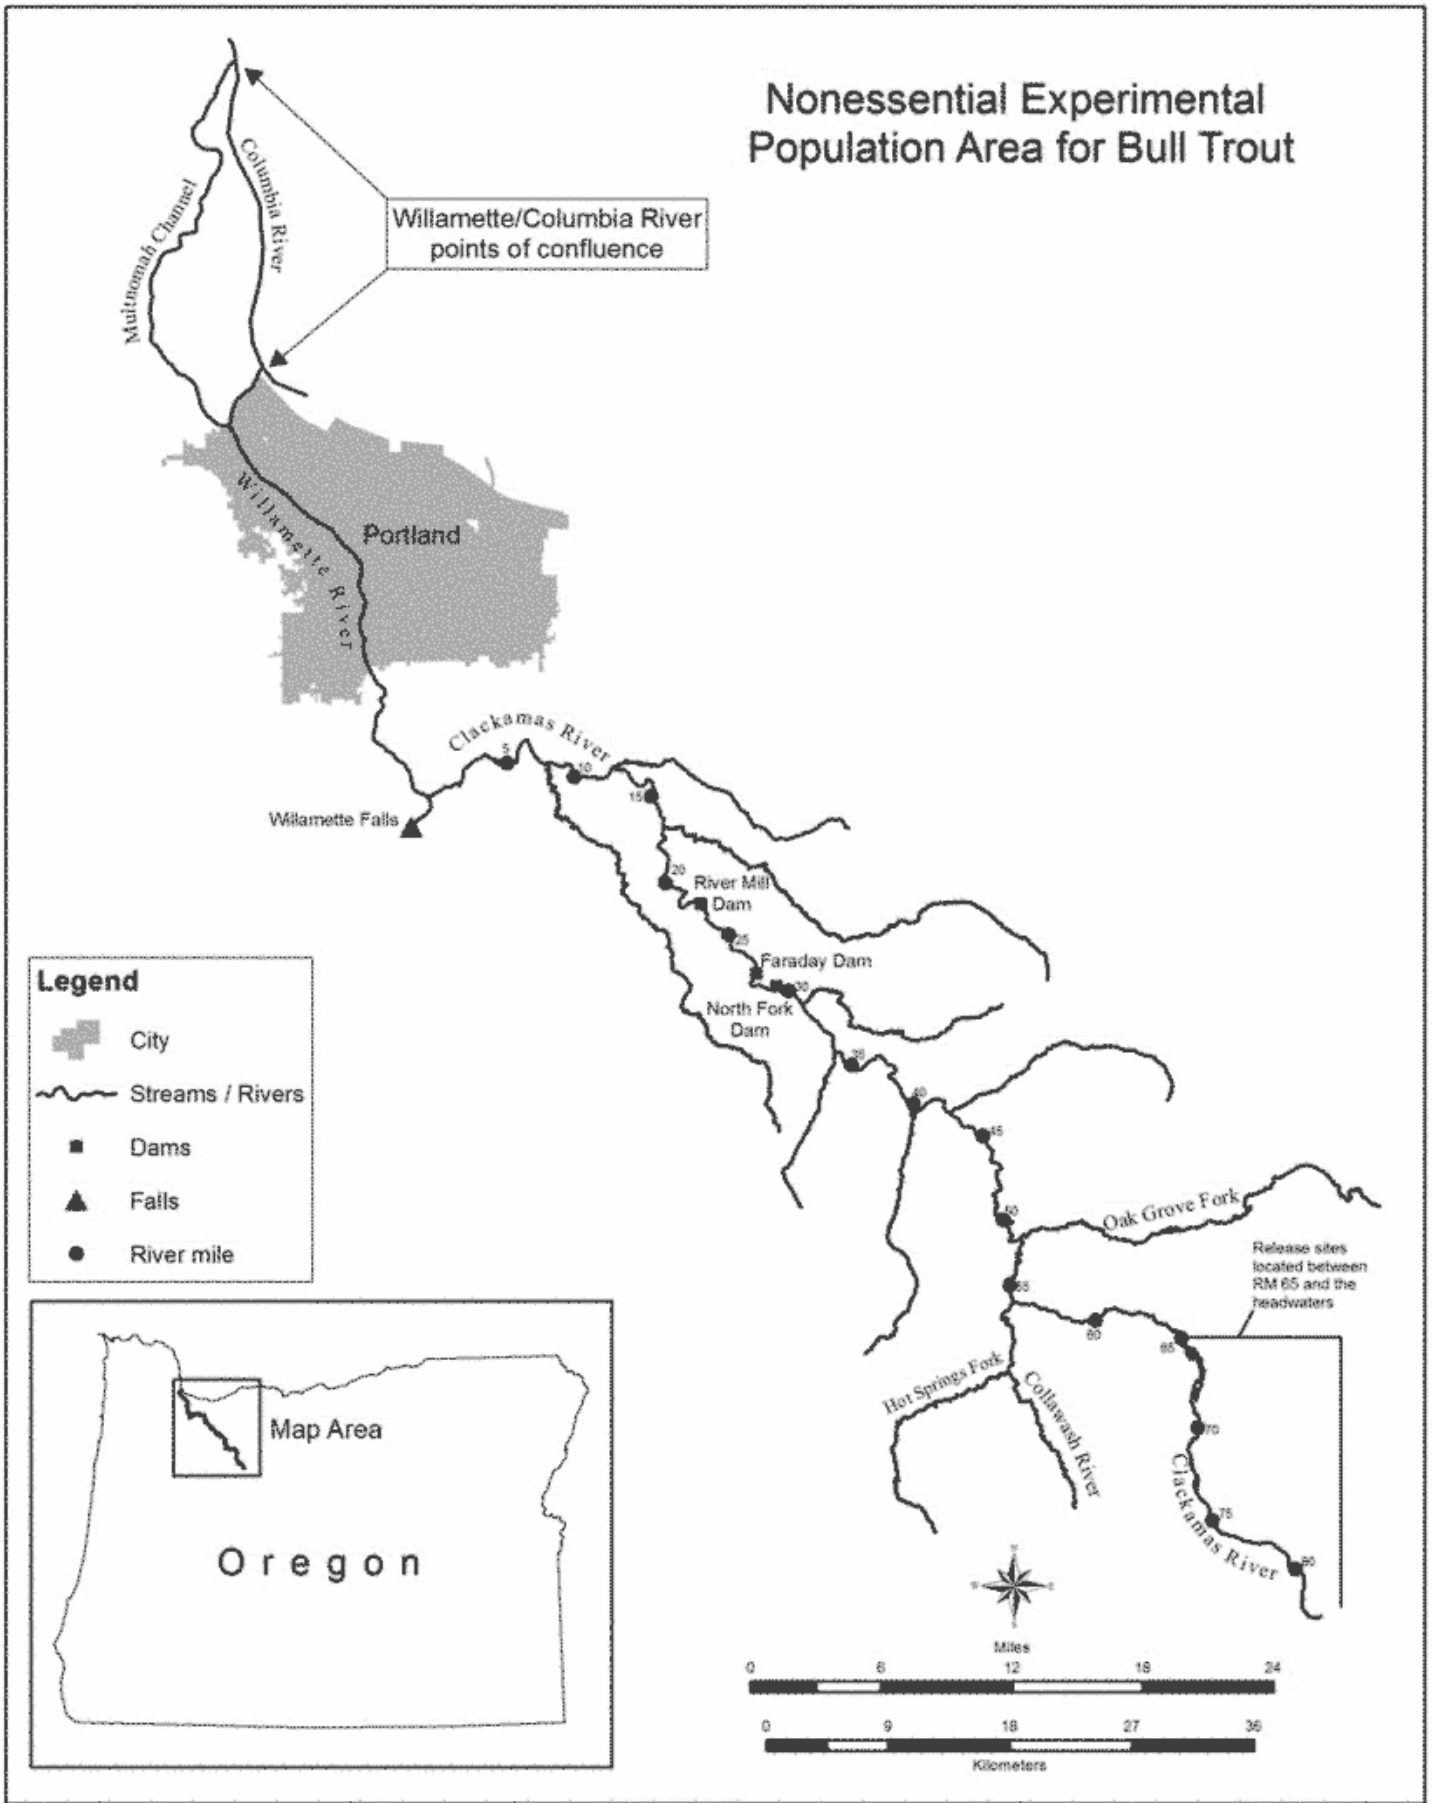 Nonessential Experimental
Population Area for Bull Trout
Columbia River
Multnomah Channel
Willamette/Columbia River
points of confluence
Willamette River
Portland
Clackamas River
5
10
15
Willamette Falls
20
River Mill
Dam
25
Faraday Dam
30
North Fork
Dam
35
40
45
50
Oak Grove Fork
Release sites
located between
RM 65 and the
headwaters
55
60
65
Hot Springs Fork
Collawash River
70
75
Clackamas River
80
Legend
City
Streams / Rivers
Dams
Falls
River mile
Map Area
Oregon
N
W
E
S
Miles
0 6 12 18 24
0 9 18 27 36
Kilometers